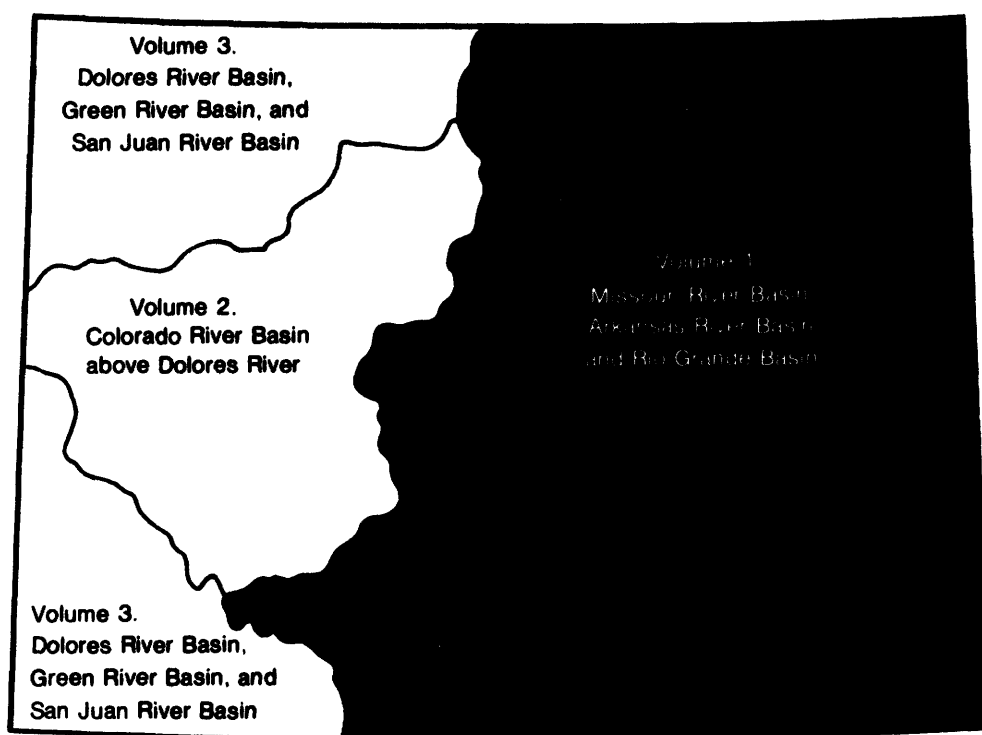 Volume 3.
Dolores River Basin,
Green River Basin, and
San Juan River Basin
Volume 1
Missouri River Basin
Arkansas River Basin
and Rio Grande Basin
Volume 2.
Colorado River Basin
above Dolores River
Volume 3.
Dolores River Basin,
Green River Basin, and
San Juan River Basin